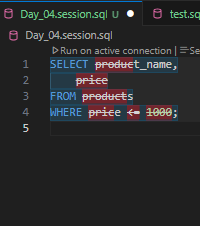 Day_04.session.sql U
test.sq
Day_04.session.sql
Run on active connection | Se
1 SELECT product_name,
2 price
3 FROM products
4 WHERE price <= 1000;
5